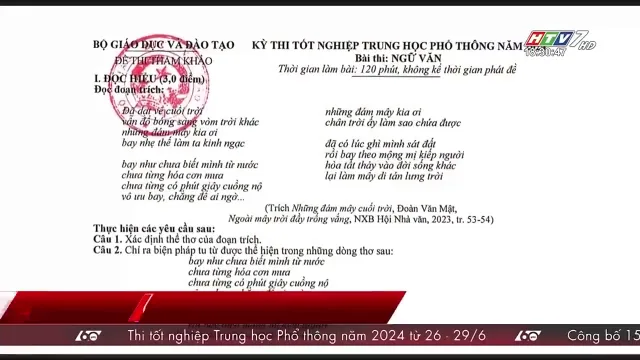 HTV7 HD
18:30:47
BỘ GIÁO DỤC VÀ ĐÀO TẠO
KỲ THI TỐT NGHIỆP TRUNG HỌC PHỔ THÔNG NĂM
ĐỀ THI THAM KHẢO
Bài thi: NGỮ VĂN
Thời gian làm bài: 120 phút, không kể thời gian phát đề
I. ĐỌC HIỂU (3,0 điểm)
Đọc đoạn trích:
Đã dạt về cuối trời
vẫn đổ bóng sang vòm trời khác
những đám mây kia ơi
bay nhẹ thế làm ta kinh ngạc
bay như chưa biết mình từ nước
chưa từng hóa cơn mưa
chưa từng có phút giây cuồng nộ
vô ưu bay, chẳng để ai ngờ...
những đám mây kia ơi
chân trời ấy làm sao chứa được
đã có lúc ghì mình sát đất
rồi bay theo mộng mị kiếp người
hóa tất thảy vào đời sống khác
lại làm mây di tản lưng trời
(Trích Những đám mây cuối trời, Đoàn Văn Mật,
Ngoài mây trời đầy trống vắng, NXB Hội Nhà văn, 2023, tr. 53-54)
Thực hiện các yêu cầu sau:
Câu 1. Xác định thể thơ của đoạn trích.
Câu 2. Chỉ ra biện pháp tu từ được thể hiện trong những dòng thơ sau:
bay như chưa biết mình từ nước
chưa từng hóa cơn mưa
chưa từng có phút giây cuồng nộ
7
60 Thi tốt nghiệp Trung học Phổ thông năm 2024 từ 26 - 29/6 60 Công bố 15